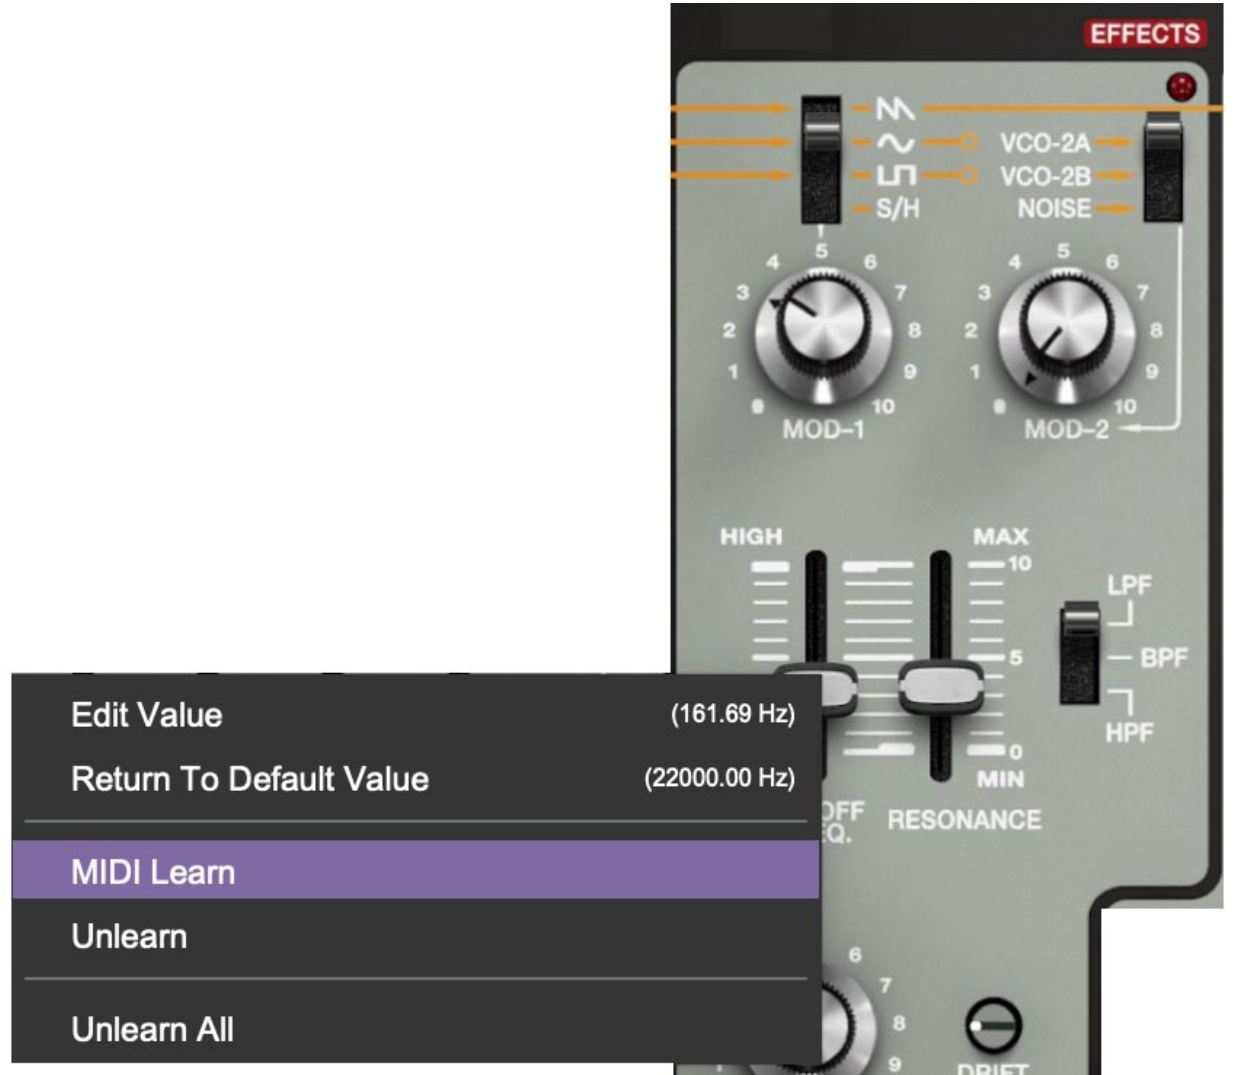 EFFECTS
VCO-2A
VCO-2B
S/H
NOISE
5
4
6
3
7
2
8
1
9
10
MOD–1
5
4
6
3
7
2
8
1
9
10
MOD–2
HIGH
MAX
10
LPF
5
BPF
HPF
0
MIN
OFF
RESONANCE
Q.
Edit Value (161.69 Hz)
Return To Default Value (22000.00 Hz)
MIDI Learn
Unlearn
Unlearn All
6
7
8
9
DRIFT